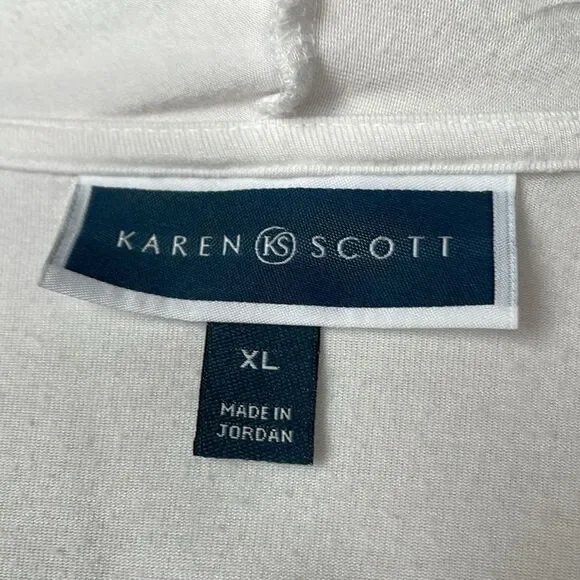 KAREN KS SCOTT
XL
MADE IN
JORDAN